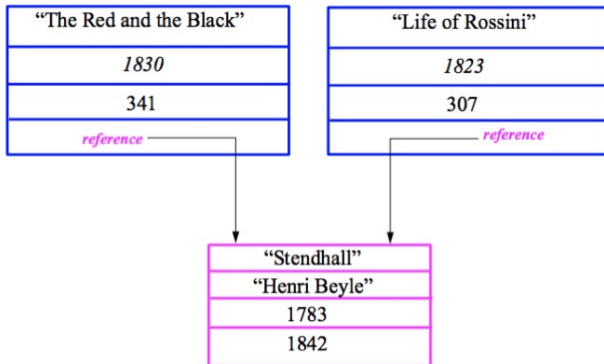 “The Red and the Black”
1830
341
reference
“Life of Rossini”
1823
307
reference
“Stendhall”
“Henri Beyle”
1783
1842